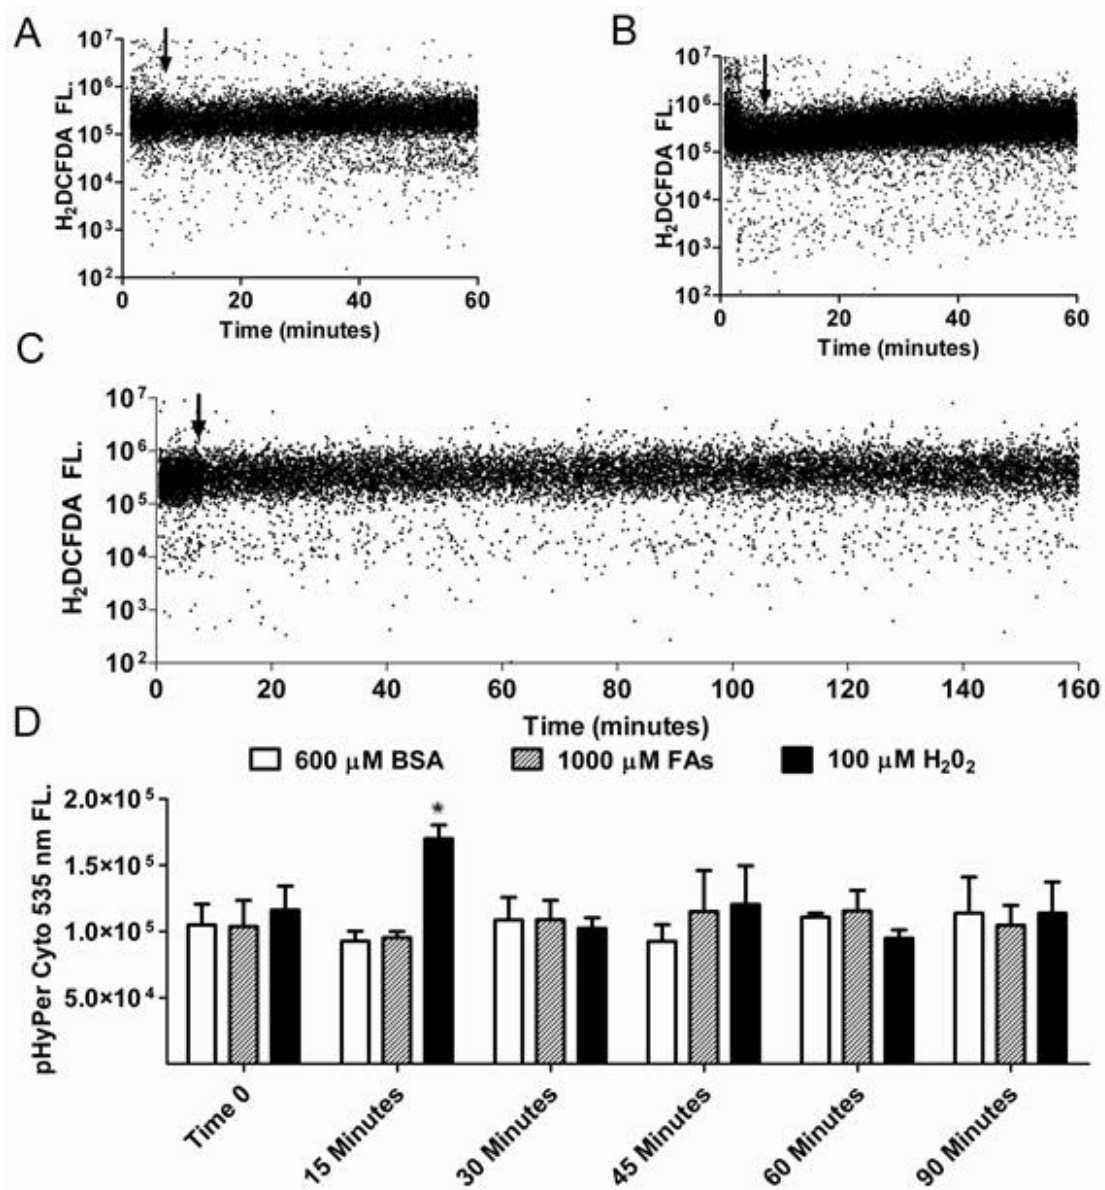 A
H₂DCFDA FL.
10⁷
10⁶
10⁵
10⁴
10³
10²
0 20 40 60
Time (minutes)
B
H₂DCFDA FL.
10⁷
10⁶
10⁵
10⁴
10³
10²
0 20 40 60
Time (minutes)
C
H₂DCFDA FL.
10⁷
10⁶
10⁵
10⁴
10³
10²
0 20 40 60 80 100 120 140 160
Time (minutes)
D
600 μM BSA 1000 μM FAs 100 μM H₂0₂
pHyPer Cyto 535 nm FL.
2.0×10⁵
1.5×10⁵
1.0×10⁵
5.0×10⁴
*
Time 0
15 Minutes
30 Minutes
45 Minutes
60 Minutes
90 Minutes